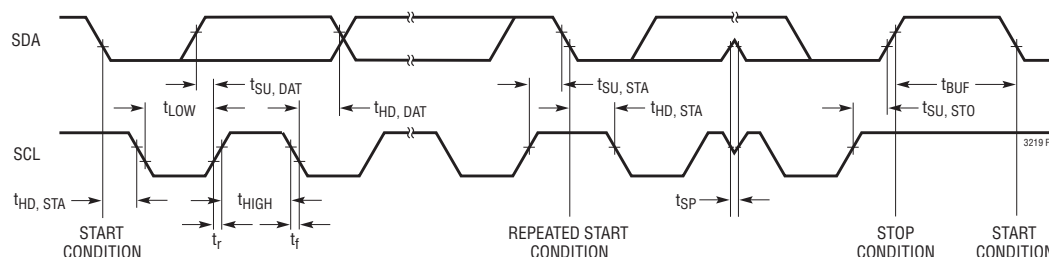 SDA
tSU, DAT
tSU, STA
tBUF
tLOW
tHD, DAT
tHD, STA
tSU, STO
SCL
3219 F
tHD, STA
tHIGH
tSP
tr
tf
START
CONDITION
REPEATED START
CONDITION
STOP
CONDITION
START
CONDITION